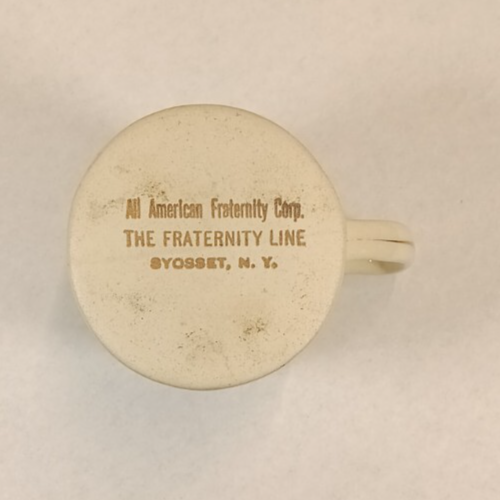 All American Fraternity Corp.
THE FRATERNITY LINE
SYOSSET, N. Y.